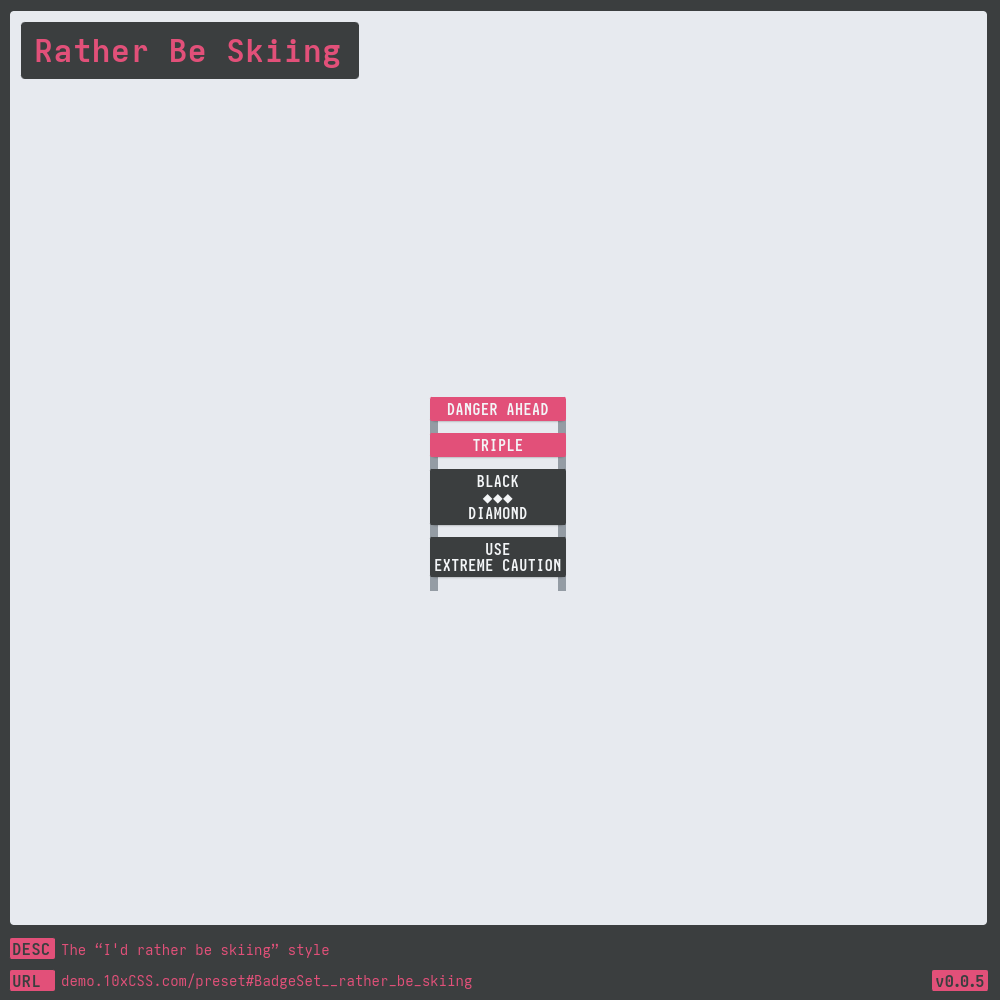 Rather Be Skiing
DANGER AHEAD
TRIPLE
BLACK
◆◆◆
DIAMOND
USE
EXTREME CAUTION
DESC The “I'd rather be skiing” style
URL demo.10xCSS.com/preset#BadgeSet__rather_be_skiing
v0.0.5